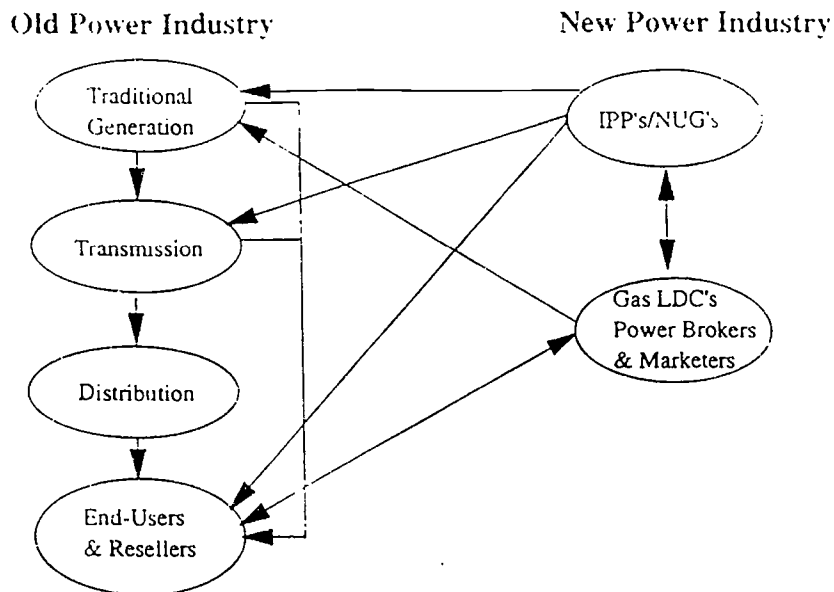 Old Power Industry
New Power Industry
Traditional
Generation
IPP's/NUG's
Transmission
Gas LDC's
Power Brokers
& Marketers
Distribution
End-Users
& Resellers